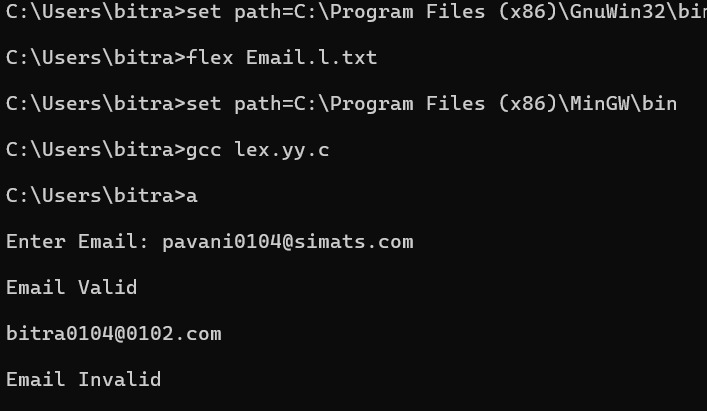 C:\Users\bitra>set path=C:\Program Files (x86)\GnuWin32\bin
C:\Users\bitra>flex Email.l.txt
C:\Users\bitra>set path=C:\Program Files (x86)\MinGW\bin
C:\Users\bitra>gcc lex.yy.c
C:\Users\bitra>a
Enter Email: pavani0104@simats.com
Email Valid
bitra0104@0102.com
Email Invalid